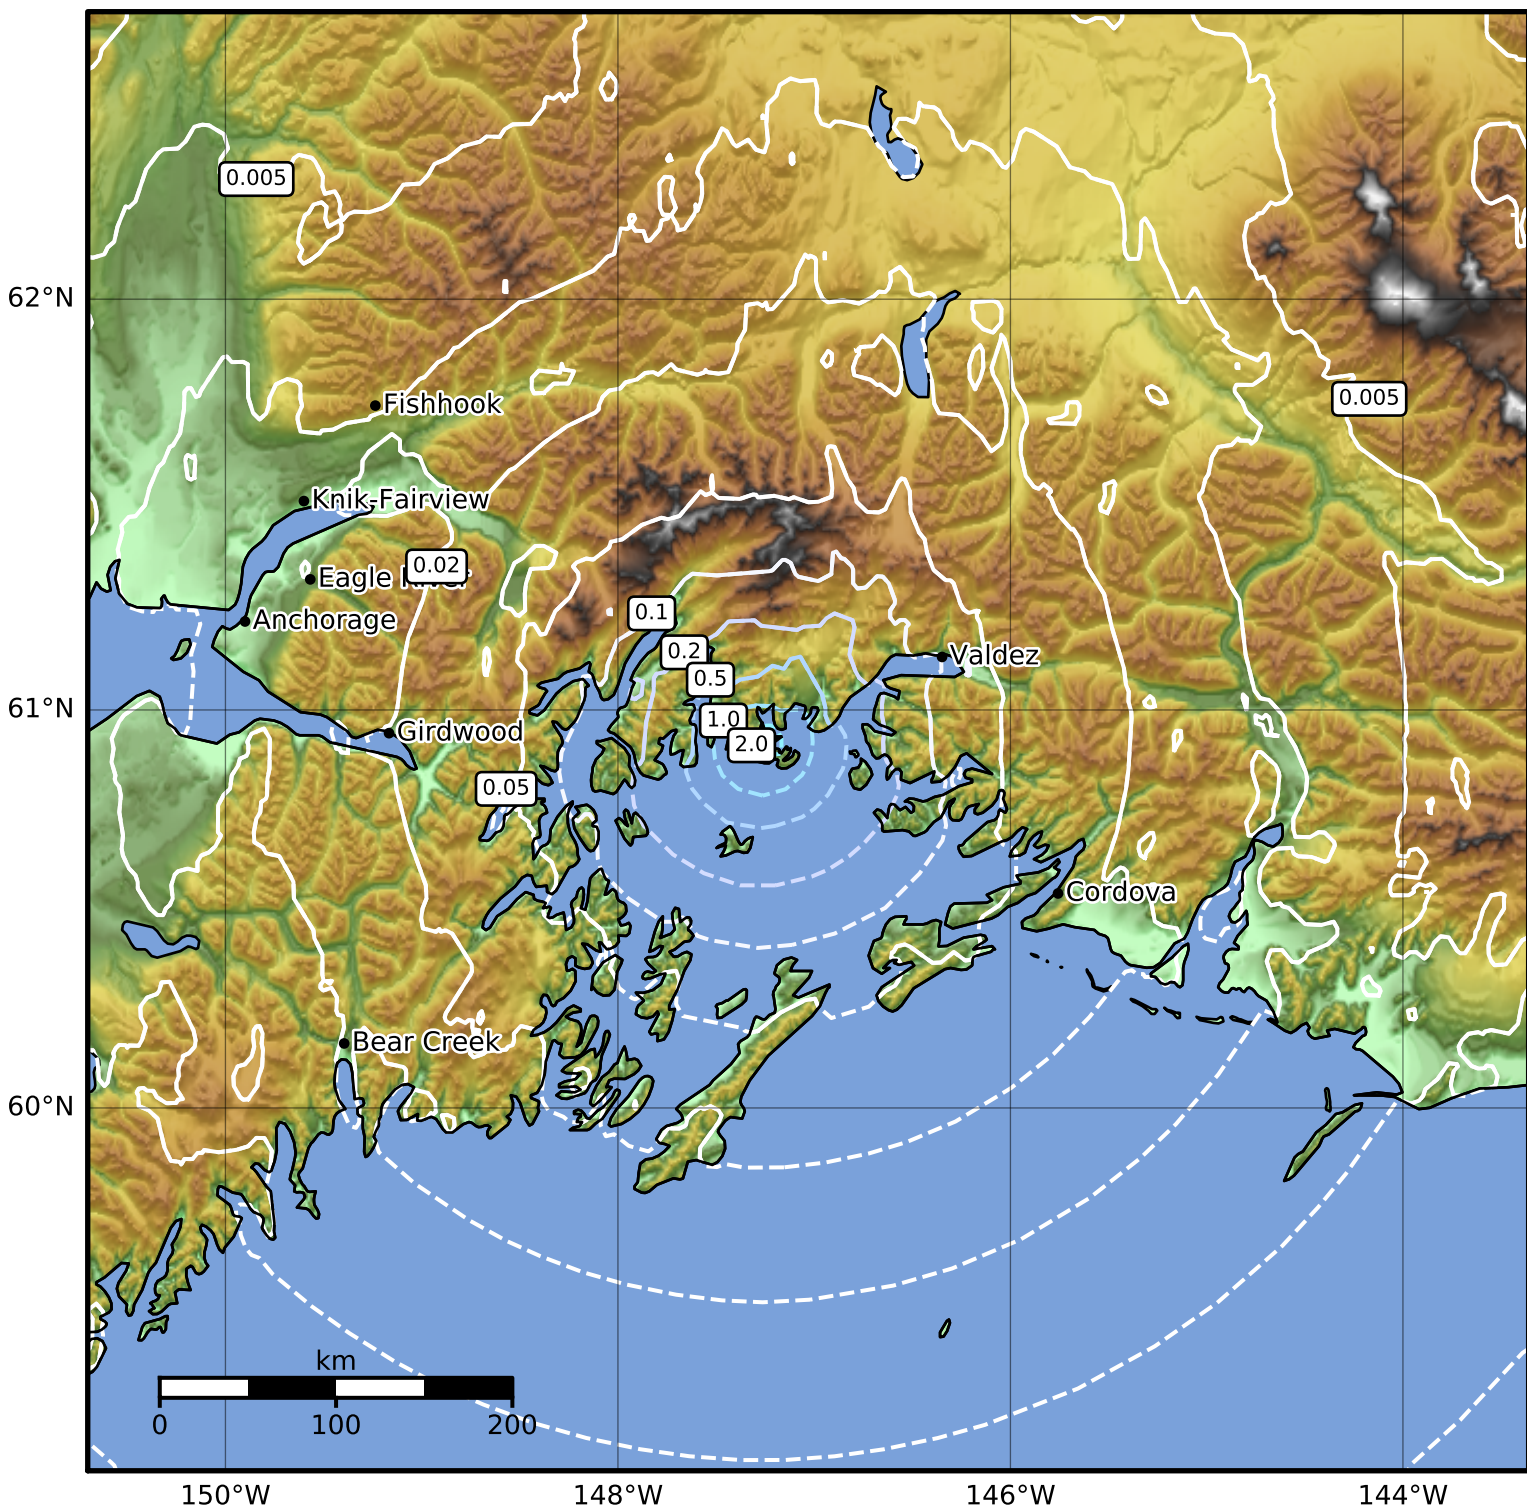 0.005
62°N
0.005
Fishhook
Knik-Fairview
0.02
Eagle River
0.1
Anchorage
0.2
Valdez
0.5
61°N
1.0
Girdwood
2.0
0.05
Cordova
Bear Creek
60°N
km
0 100 200
150°W 148°W 146°W 144°W